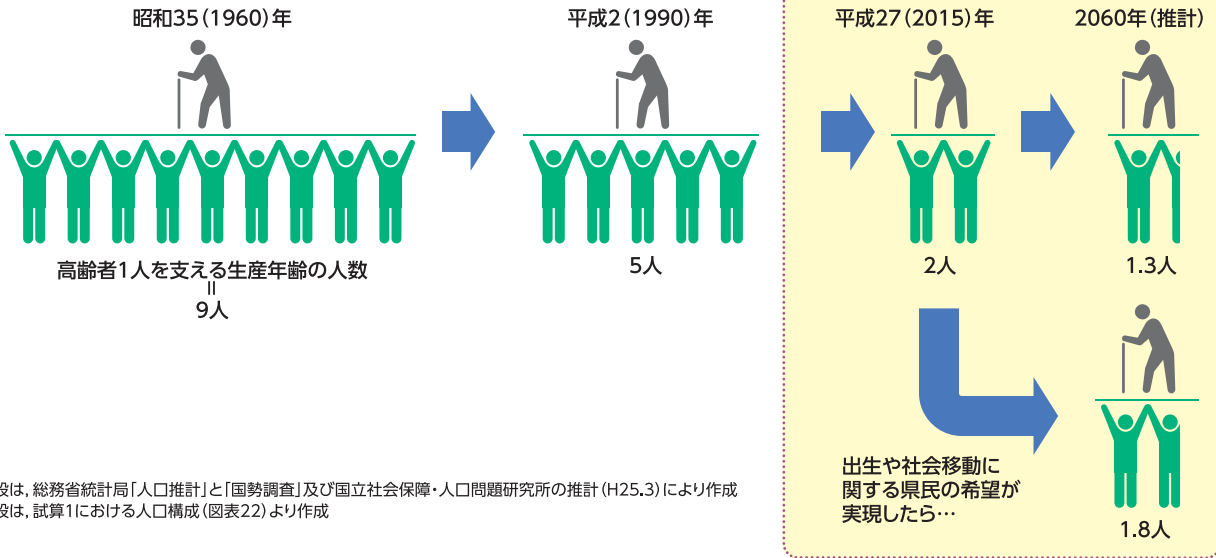 昭和35（1960）年
平成2（1990）年
平成27（2015）年
2060年（推計）
高齢者1人を支える生産年齢の人数
＝
9人
5人
2人
1.3人
出生や社会移動に
関する県民の希望が
実現したら…
1.8人
段は，総務省統計局「人口推計」と「国勢調査」及び国立社会保障・人口問題研究所の推計（H25.3）により作成
段は，試算1における人口構成（図表22）より作成